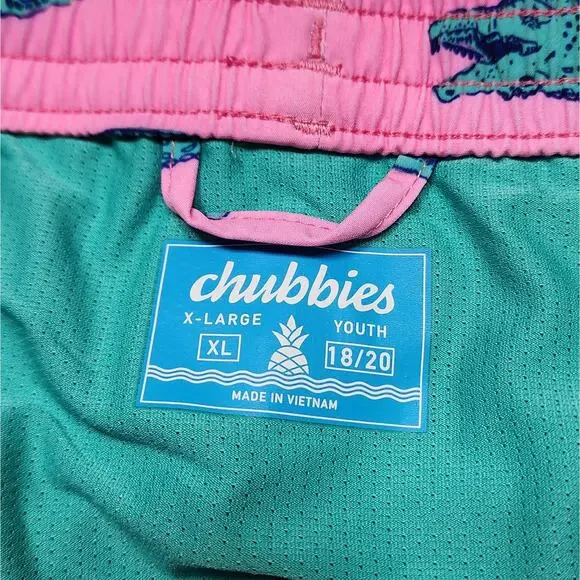 chubbies
X-LARGE YOUTH
XL 18/20
MADE IN VIETNAM